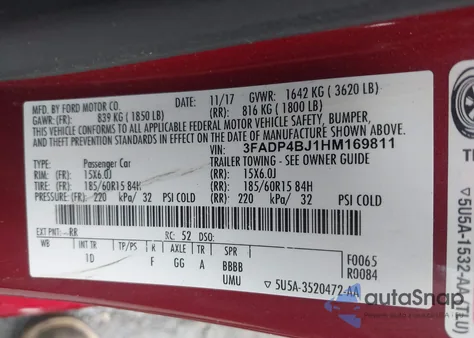 MFD. BY FORD MOTOR CO.
DATE: 11/17 GVWR: 1642 KG ( 3620 LB)
GAWR: (FR): 839 KG ( 1850 LB) (RR): 816 KG ( 1800 LB)
THIS VEHICLE CONFORMS TO ALL APPLICABLE FEDERAL MOTOR VEHICLE SAFETY, BUMPER,
AND THEFT PREVENTION STANDARDS IN EFFECT ON THE DATE OF MANUFACTURE SHOWN ABOVE.
VIN: 3FADP4BJ1HM169811
TYPE: Passenger Car TRAILER TOWING - SEE OWNER GUIDE
RIM: (FR): 15X6.0J (RR): 15X6.0J
TIRE: (FR): 185/60R15 84H (RR): 185/60R15 84H
PRESSURE: (FR): 220 kPa/ 32 PSI COLD (RR): 220 kPa/ 32 PSI COLD
EXT PNT: RR RC: 52 DSO:
WB INT TR TP/PS R AXLE TR SPR
1D F GG A BBBB
UMU
F0065
R0084
5U5A-3520472-AA
5U5A-1532
autoSnap